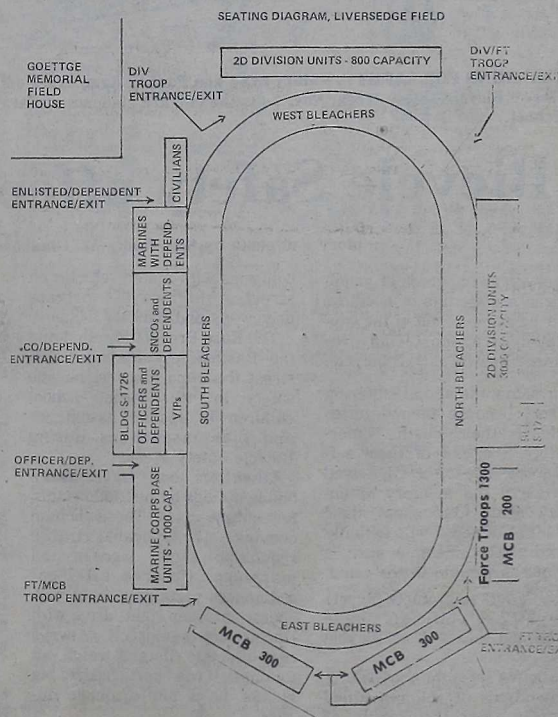 SEATING DIAGRAM, LIVERSEDGE FIELD
GOETTGE
MEMORIAL
FIELD
HOUSE
DIV
TROOP
ENTRANCE/EXIT
2D DIVISION UNITS - 800 CAPACITY
DIV/FT
TROOP
ENTRANCE/EX
WEST BLEACHERS
CIVILIANS
ENLISTED/DEPENDENT
ENTRANCE/EXIT
MARINES
WITH
DEPEND-
ENTS
SNCOs and
DEPENDENTS
.CO/DEPEND.
ENTRANCE/EXIT
BLDG S-1726
OFFICERS and
DEPENDENTS
VIPs
SOUTH BLEACHERS
NORTH BLEACHERS
2D DIVISION UNITS
CAPACITY
OFFICER/DEP.
ENTRANCE/EXIT
MARINE CORPS BASE
UNITS - 1000 CAP.
Force Troops 1300
MCB 200
FT/MCB
TROOP ENTRANCE/EXIT
EAST BLEACHERS
MCB 300
MCB 300
ENTRANCE/EX